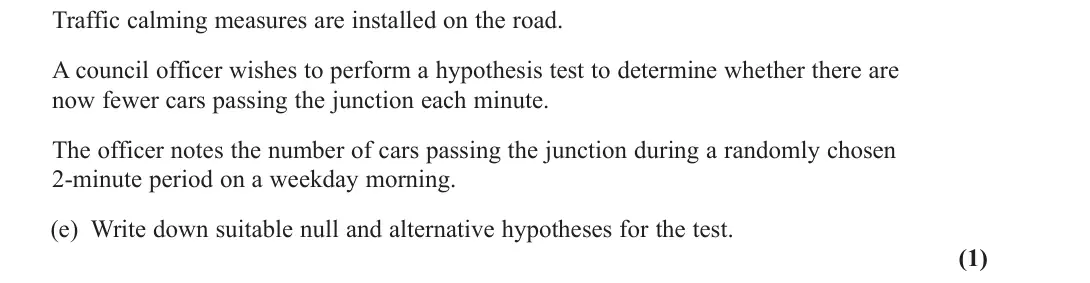 Traffic calming measures are installed on the road.
A council officer wishes to perform a hypothesis test to determine whether there are
now fewer cars passing the junction each minute.
The officer notes the number of cars passing the junction during a randomly chosen
2-minute period on a weekday morning.
(e) Write down suitable null and alternative hypotheses for the test.
(1)